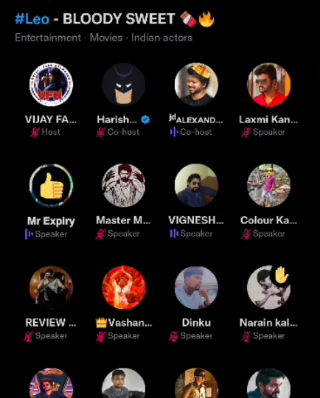 #Leo - BLOODY SWEET 🍫🔥
Entertainment · Movies · Indian actors
VIJAY FA... Harish... ALEXAND... Laxmi Kan...
Host Co-host Co-host Speaker
Mr Expiry Master M... VIGNESH... Colour Ka...
Speaker Speaker Speaker Speaker
REVIEW ... 👑Vashan... Dinku Narain kal...
Speaker Speaker Speaker Speaker